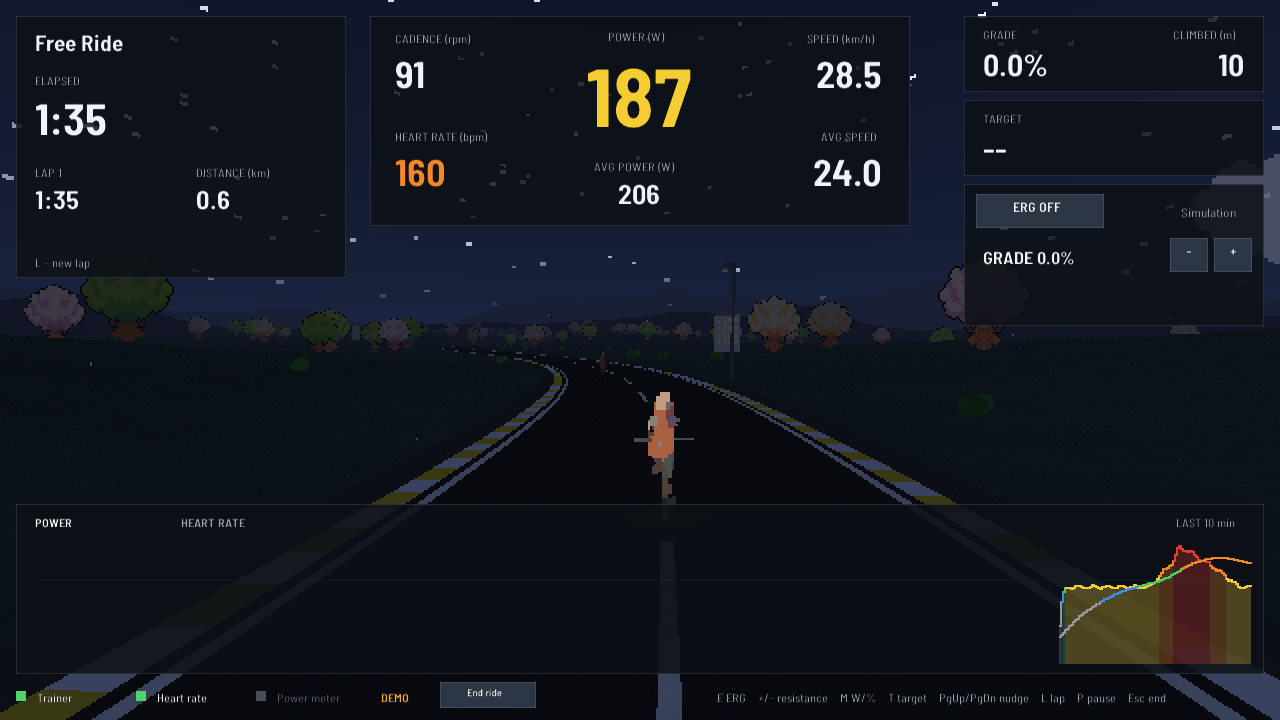 Free Ride
ELAPSED
1:35
LAP 1
DISTANCE (km)
1:35
0.6
L - new lap
CADENCE (rpm)
POWER (W)
SPEED (km/h)
91
187
28.5
HEART RATE (bpm)
AVG SPEED
160
AVG POWER (W)
24.0
206
GRADE
CLIMBED (m)
0.0%
10
TARGET
--
ERG OFF
Simulation
GRADE 0.0%
-
+
POWER
HEART RATE
LAST 10 min
Trainer
Heart rate
Power meter
DEMO
End ride
E ERG
+/- resistance
M W/%
T target
PgUp/PgDn nudge
L lap
P pause
Esc end